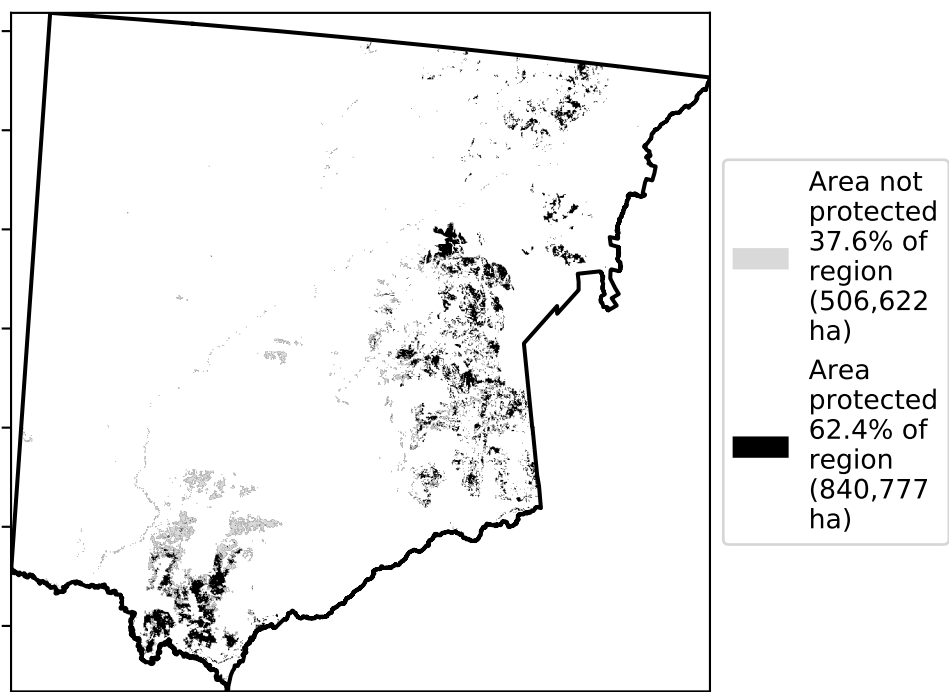 Area not
protected
37.6% of
region
(506,622
ha)
Area
protected
62.4% of
region
(840,777
ha)